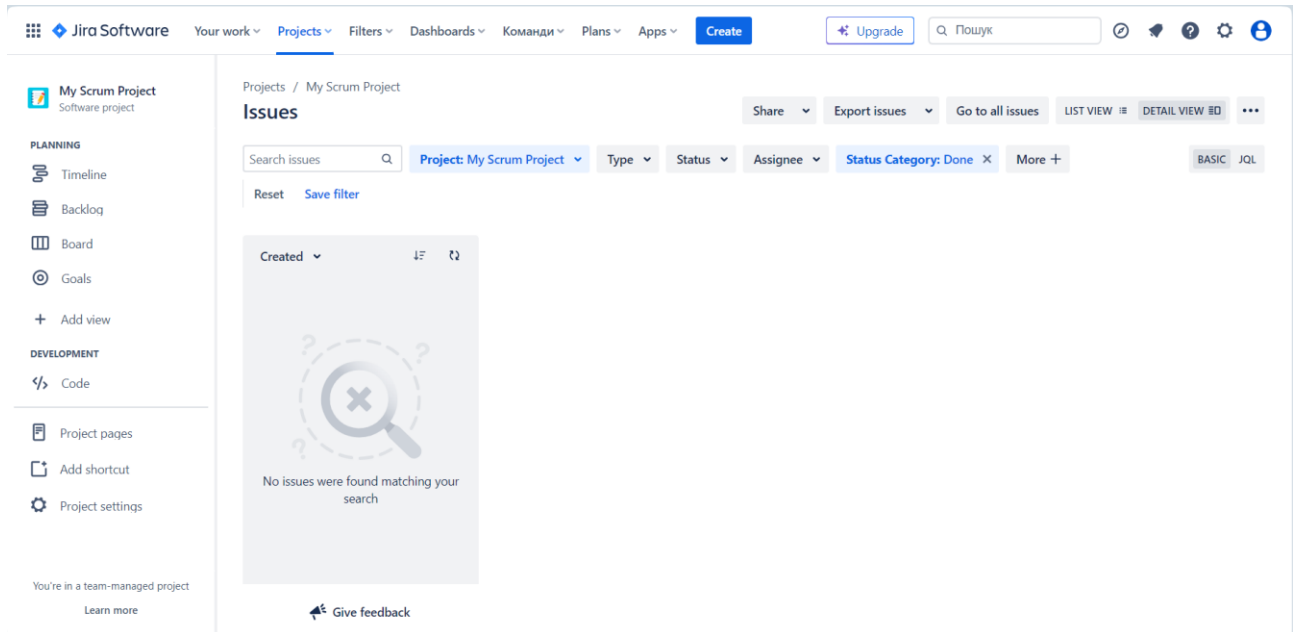 Jira Software Your work Projects Filters Dashboards Команди Plans Apps Create Upgrade Пошук
My Scrum Project
Software project
PLANNING
Timeline
Backlog
Board
Goals
Add view
DEVELOPMENT
Code
Project pages
Add shortcut
Project settings
You're in a team-managed project
Learn more
Projects / My Scrum Project
Issues
Share Export issues Go to all issues LIST VIEW DETAIL VIEW
Search issues Project: My Scrum Project Type Status Assignee Status Category: Done More BASIC JQL
Reset Save filter
Created
No issues were found matching your
search
Give feedback